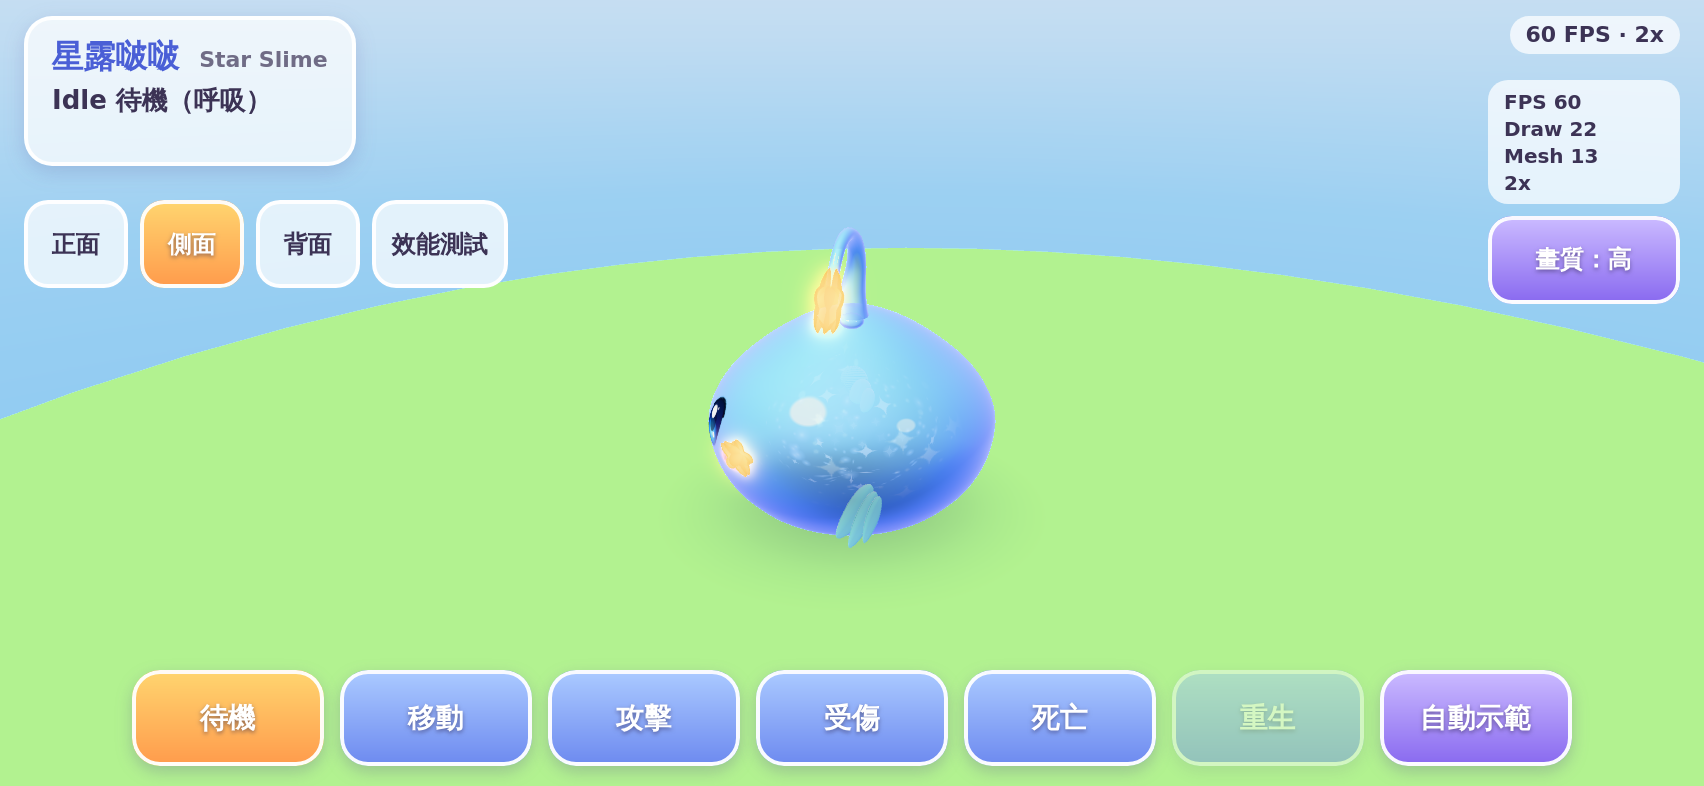 星露啵啵 Star Slime
Idle 待機（呼吸）
60 FPS · 2x
FPS 60
Draw 22
Mesh 13
2x
正面 側面 背面 效能測試
畫質：高
待機 移動 攻擊 受傷 死亡 重生 自動示範